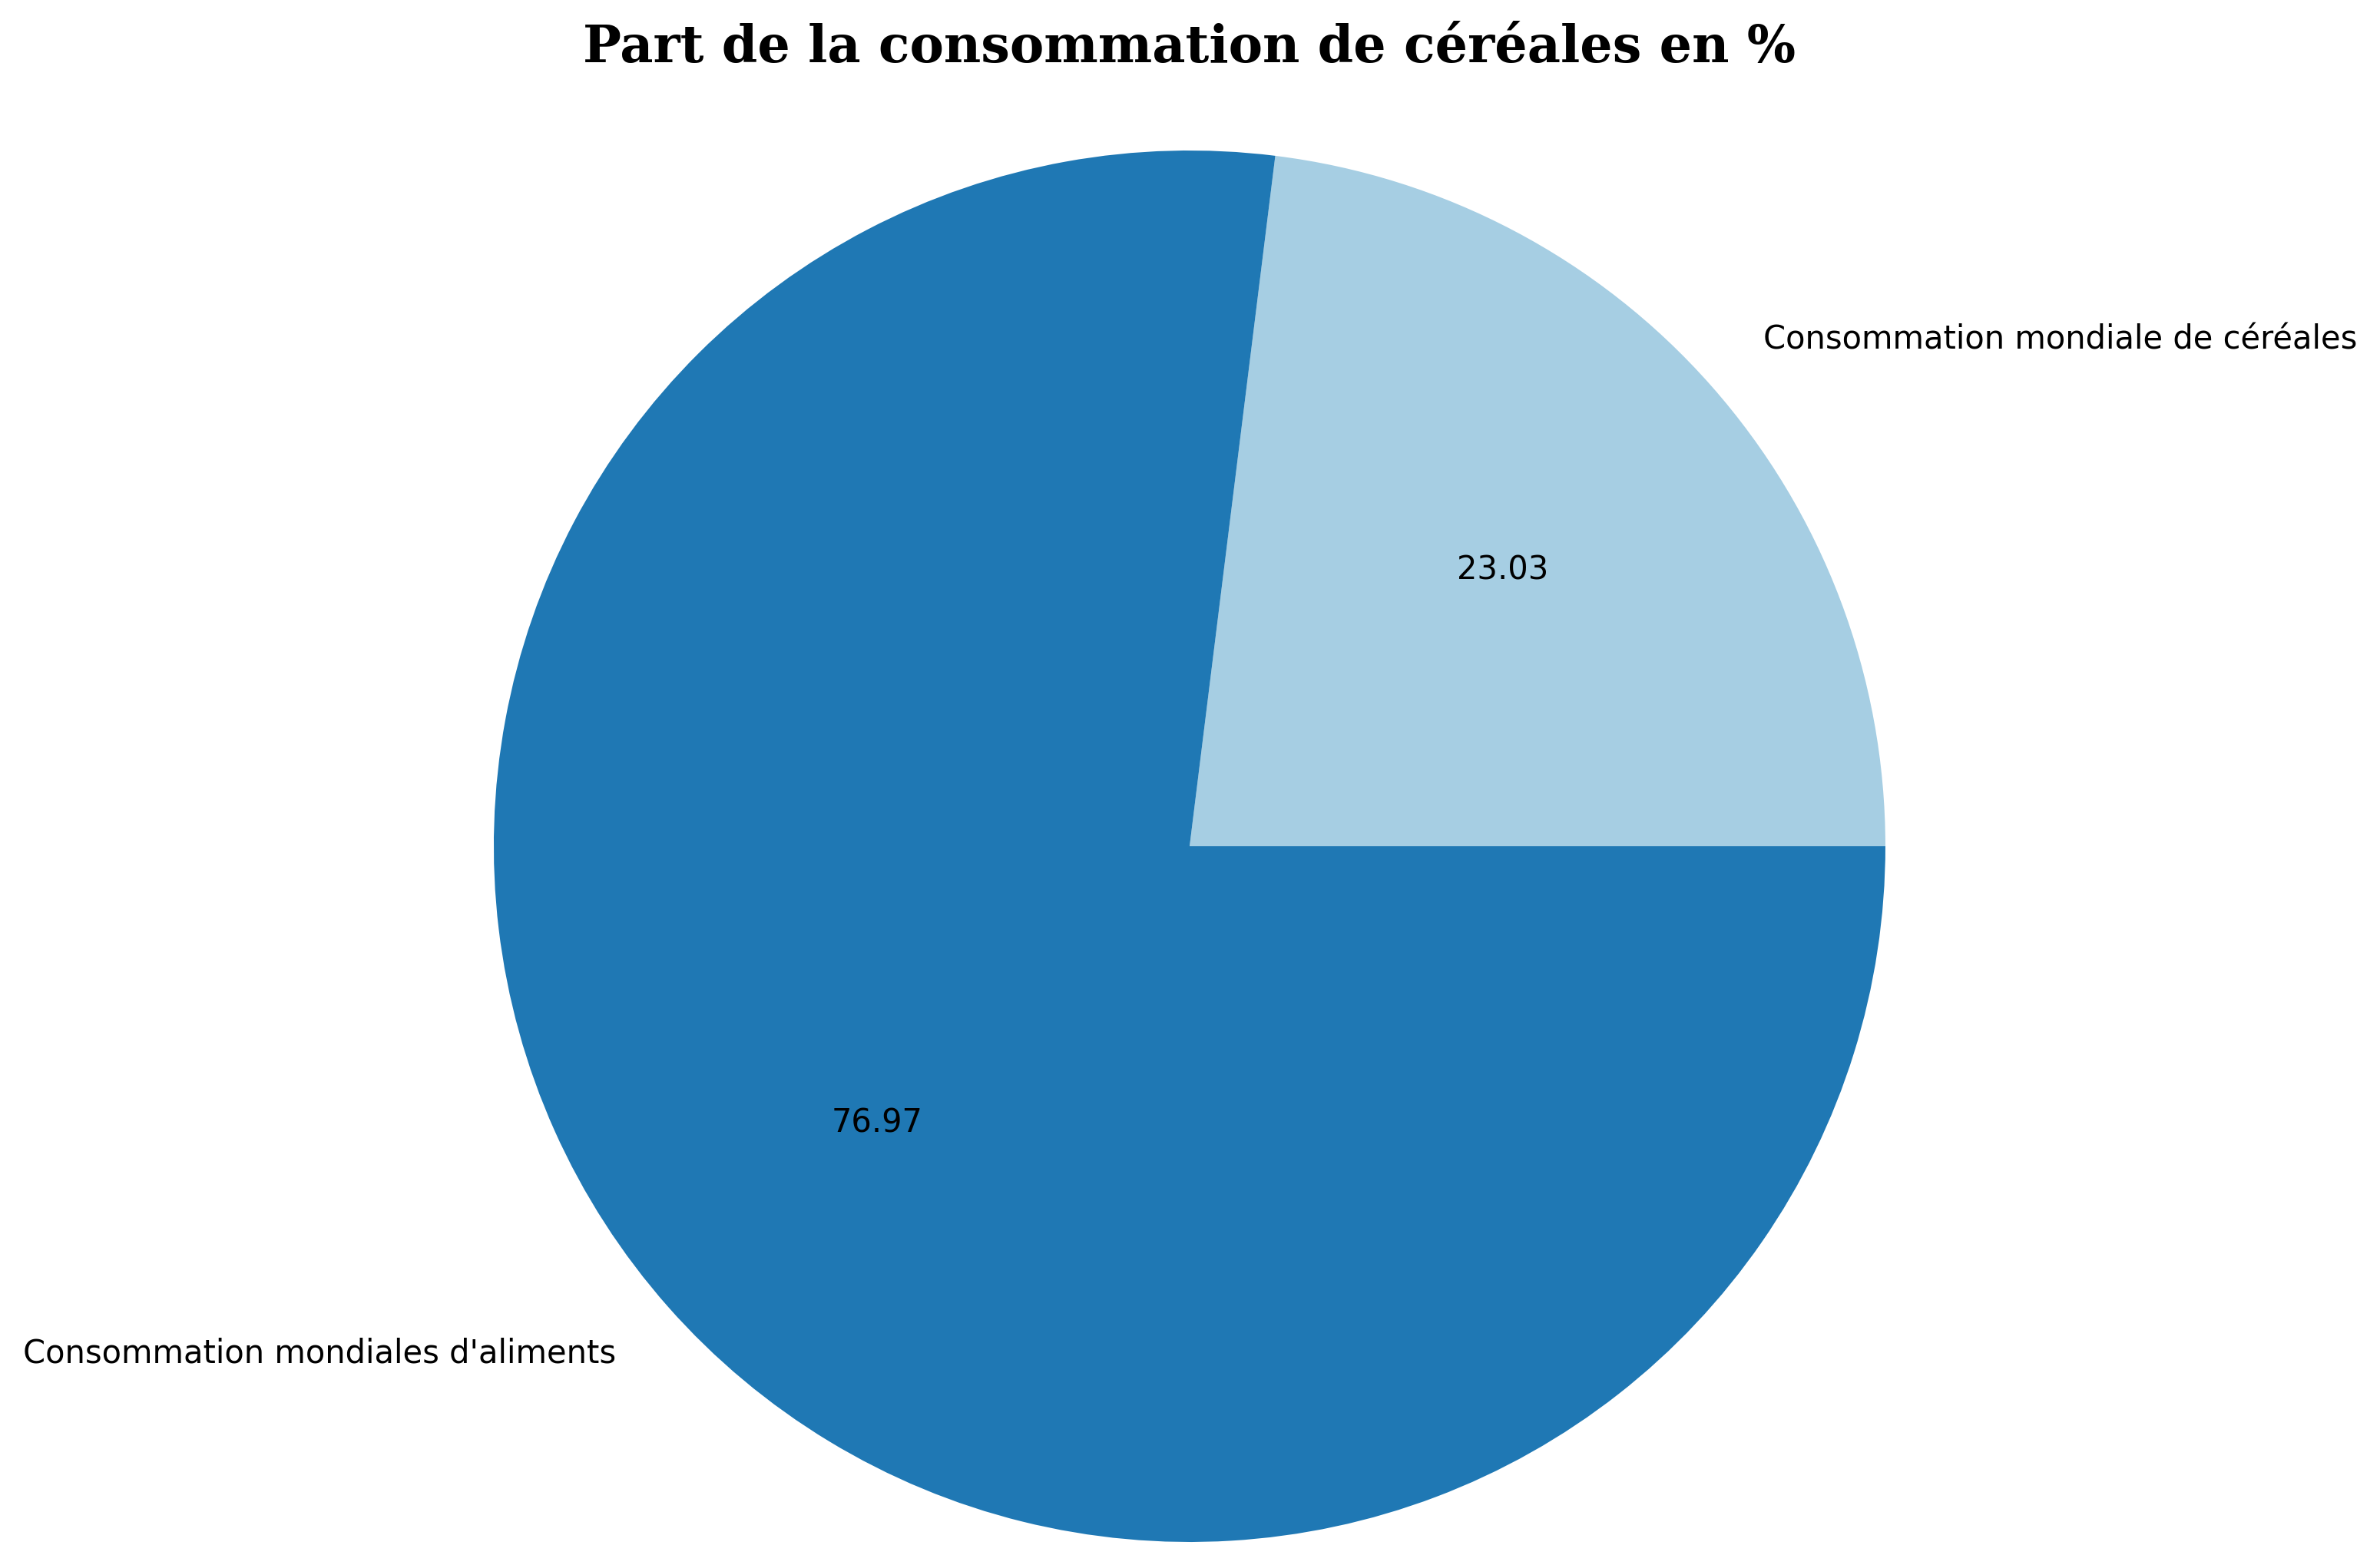 Part de la consommation de céréales en %
Consommation mondiale de céréales
23.03
76.97
Consommation mondiales d'aliments